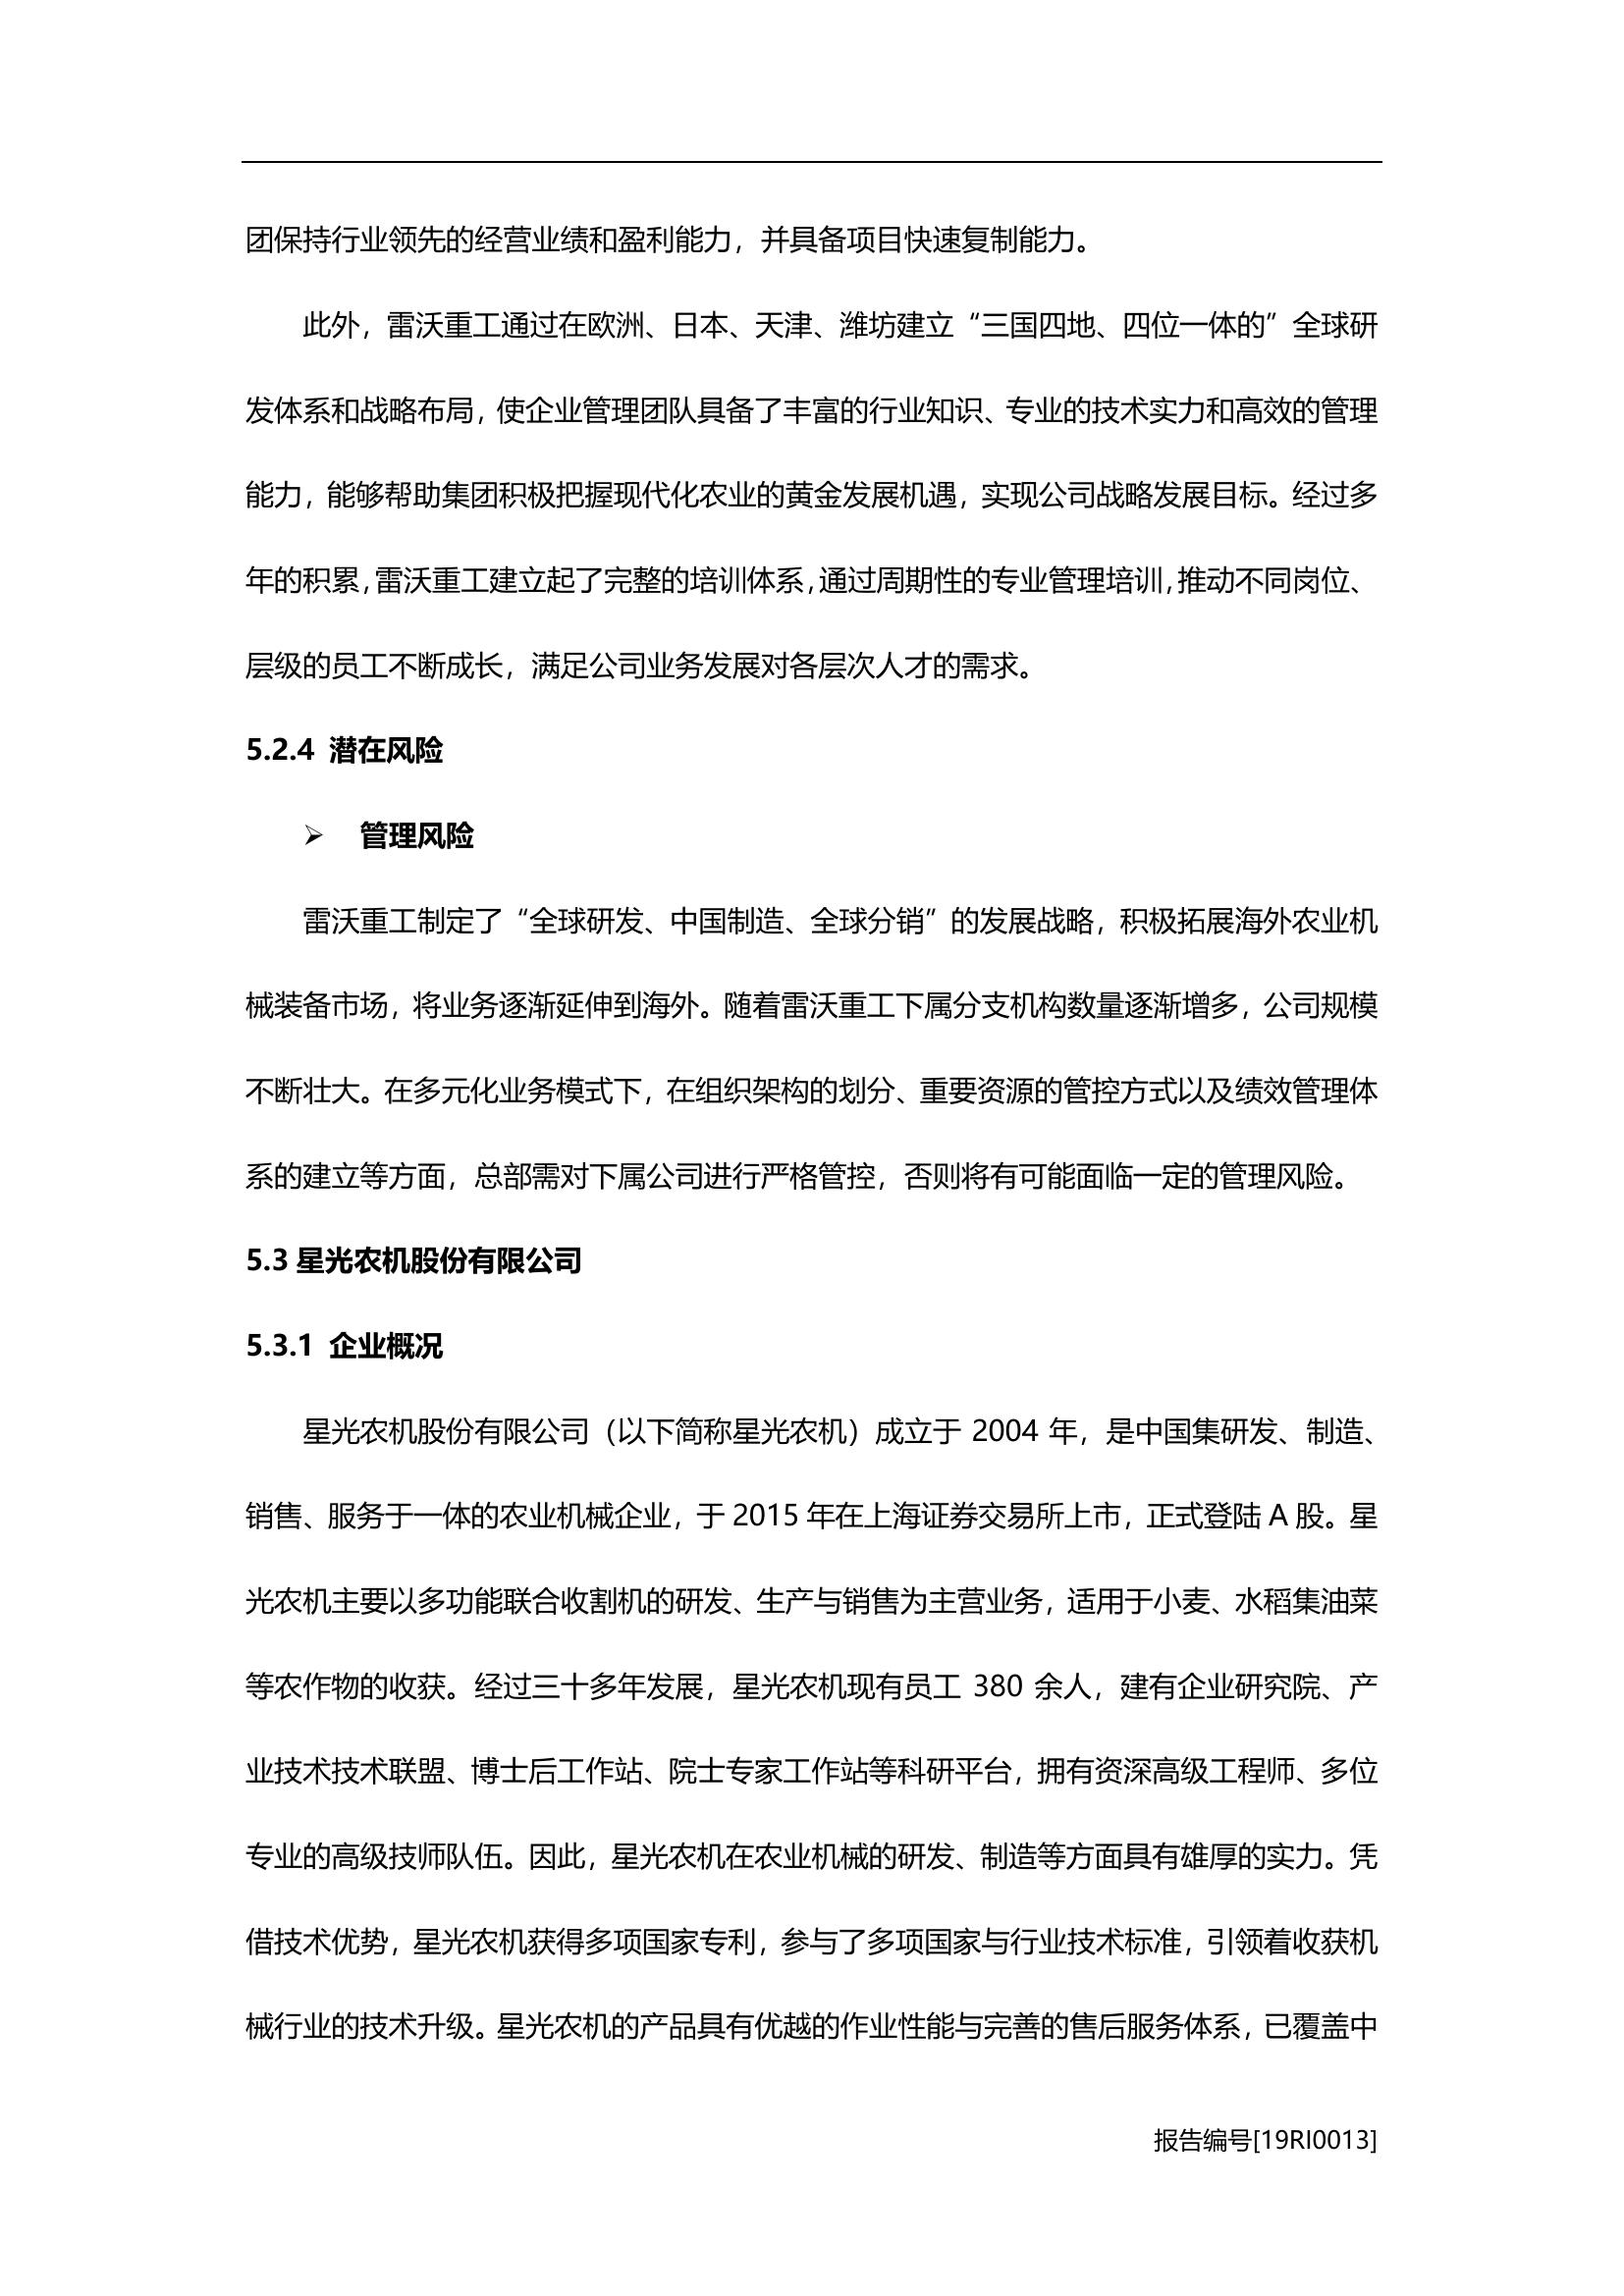 团保持行业领先的经营业绩和盈利能力，并具备项目快速复制能力。
此外，雷沃重工通过在欧洲、日本、天津、潍坊建立“三国四地、四位一体的”全球研
发体系和战略布局，使企业管理团队具备了丰富的行业知识、专业的技术实力和高效的管理
能力，能够帮助集团积极把握现代化农业的黄金发展机遇，实现公司战略发展目标。经过多
年的积累，雷沃重工建立起了完整的培训体系，通过周期性的专业管理培训，推动不同岗位、
层级的员工不断成长，满足公司业务发展对各层次人才的需求。
5.2.4 潜在风险
➢ 管理风险
雷沃重工制定了“全球研发、中国制造、全球分销”的发展战略，积极拓展海外农业机
械装备市场，将业务逐渐延伸到海外。随着雷沃重工下属分支机构数量逐渐增多，公司规模
不断壮大。在多元化业务模式下，在组织架构的划分、重要资源的管控方式以及绩效管理体
系的建立等方面，总部需对下属公司进行严格管控，否则将有可能面临一定的管理风险。
5.3 星光农机股份有限公司
5.3.1 企业概况
星光农机股份有限公司（以下简称星光农机）成立于 2004 年，是中国集研发、制造、
销售、服务于一体的农业机械企业，于 2015 年在上海证券交易所上市，正式登陆 A 股。星
光农机主要以多功能联合收割机的研发、生产与销售为主营业务，适用于小麦、水稻集油菜
等农作物的收获。经过三十多年发展，星光农机现有员工 380 余人，建有企业研究院、产
业技术技术联盟、博士后工作站、院士专家工作站等科研平台，拥有资深高级工程师、多位
专业的高级技师队伍。因此，星光农机在农业机械的研发、制造等方面具有雄厚的实力。凭
借技术优势，星光农机获得多项国家专利，参与了多项国家与行业技术标准，引领着收获机
械行业的技术升级。星光农机的产品具有优越的作业性能与完善的售后服务体系，已覆盖中
报告编号[19RI0013]